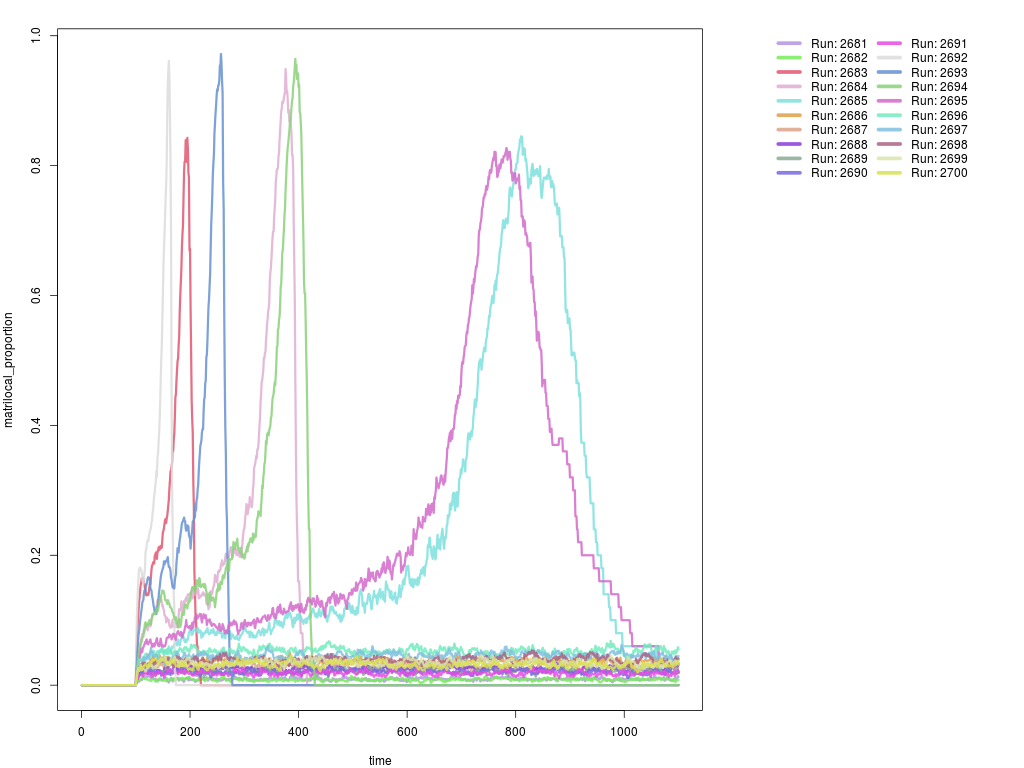 1.0
0.8
0.6
0.4
0.2
0.0
matrilocal_proportion
0 200 400 600 800 1000
time
Run: 2681 Run: 2691
Run: 2682 Run: 2692
Run: 2683 Run: 2693
Run: 2684 Run: 2694
Run: 2685 Run: 2695
Run: 2686 Run: 2696
Run: 2687 Run: 2697
Run: 2688 Run: 2698
Run: 2689 Run: 2699
Run: 2690 Run: 2700